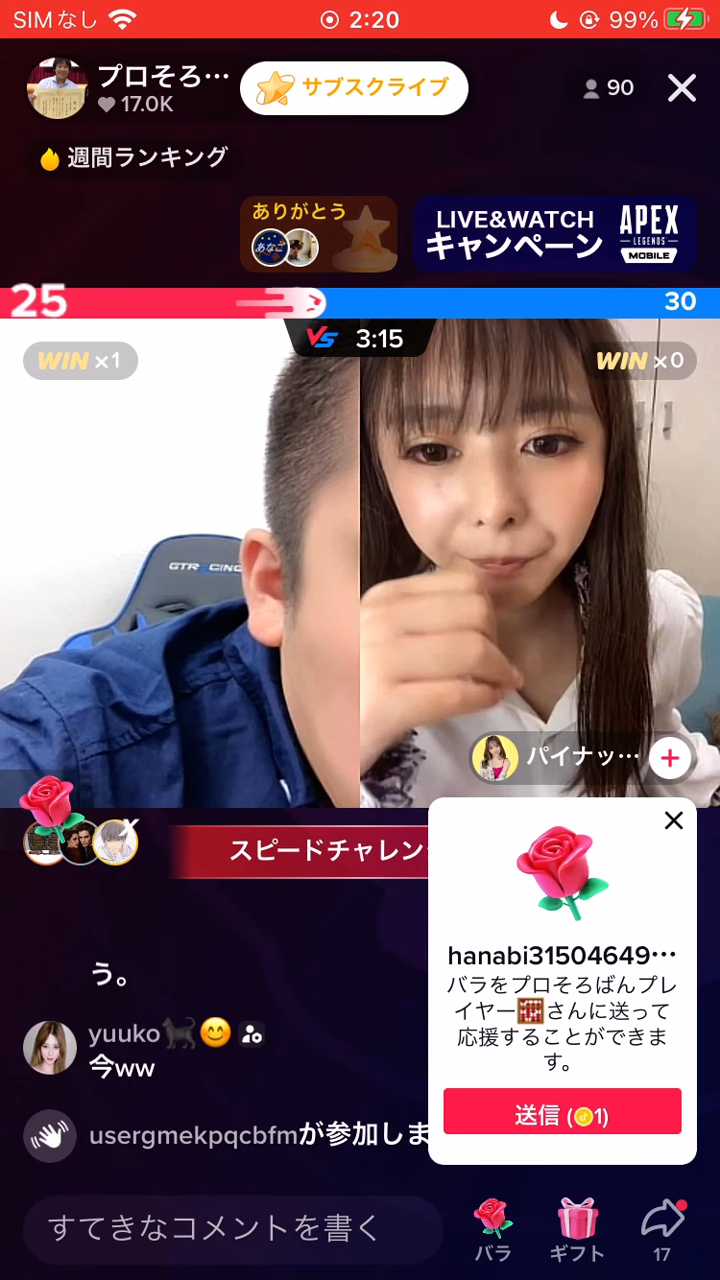 SIMなし
2:20
99%
プロそろ…
17.0K
サブスクライブ
90
週間ランキング
ありがとう
あなご
LIVE&WATCH
キャンペーン
APEX
LEGENDS
MOBILE
25
30
WIN x1
VS 3:15
WIN x0
GTRACING
パイナッ…
スピードチャレン
hanabi31504649…
バラをプロそろばんプレ
イヤー🧮さんに送って
応援することができま
す。
送信 (1)
う。
yuuko🐈‍⬛😊
今ww
usergmekpqcbfmが参加しま
すてきなコメントを書く
バラ
ギフト
17